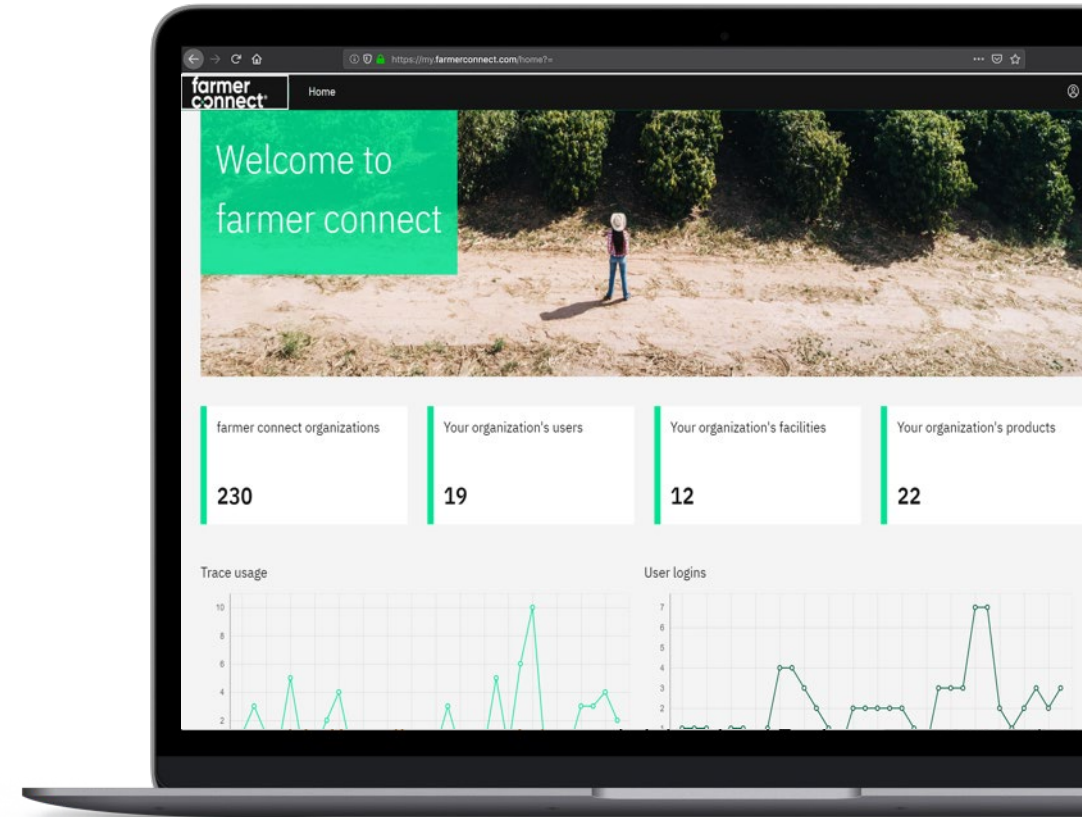 https://my.farmerconnect.com/home?=
farmer
connect
Home
Welcome to
farmer connect
farmer connect organizations
230
Your organization's users
19
Your organization's facilities
12
Your organization's products
22
Trace usage
10
8
6
4
2
User logins
7
6
5
4
3
2